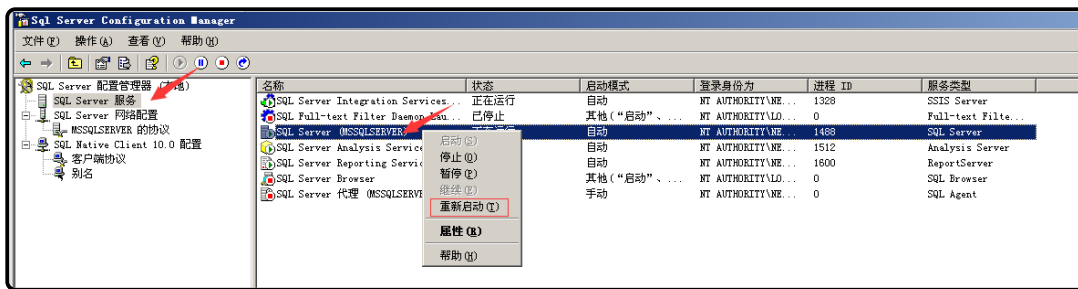 Sql Server Configuration Manager
文件(F) 操作(A) 查看(V) 帮助(H)
SQL Server 配置管理器 (本地)
SQL Server 服务
SQL Server 网络配置
MSSQLSERVER 的协议
SQL Native Client 10.0 配置
客户端协议
别名
名称 状态 启动模式 登录身份为 进程 ID 服务类型
SQL Server Integration Services... 正在运行 自动 NT AUTHORITY\NE... 1328 SSIS Server
SQL Full-text Filter Daemon Lau... 已停止 其他(“启动”、... NT AUTHORITY\LO... 0 Full-text Filte...
SQL Server (MSSQLSERVER) 正在运行 自动 NT AUTHORITY\NE... 1488 SQL Server
SQL Server Analysis Service 自动 NT AUTHORITY\NE... 1512 Analysis Server
SQL Server Reporting Servic 自动 NT AUTHORITY\NE... 1600 ReportServer
SQL Server Browser 其他(“启动”、... NT AUTHORITY\LO... 0 SQL Browser
SQL Server 代理 (MSSQLSERVE 手动 NT AUTHORITY\NE... 0 SQL Agent
启动(S)
停止(O)
暂停(P)
继续(E)
重新启动(T)
属性(R)
帮助(H)